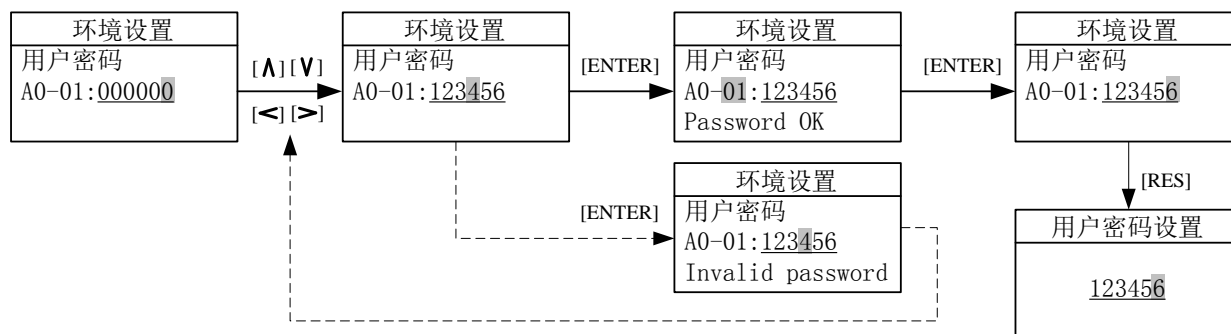 环境设置
用户密码
A0-01:000000
[∧][∨]
[<][>]
环境设置
用户密码
A0-01:123456
[ENTER]
环境设置
用户密码
A0-01:123456
Password OK
[ENTER]
环境设置
用户密码
A0-01:123456
[ENTER]
环境设置
用户密码
A0-01:123456
Invalid password
[RES]
用户密码设置
123456